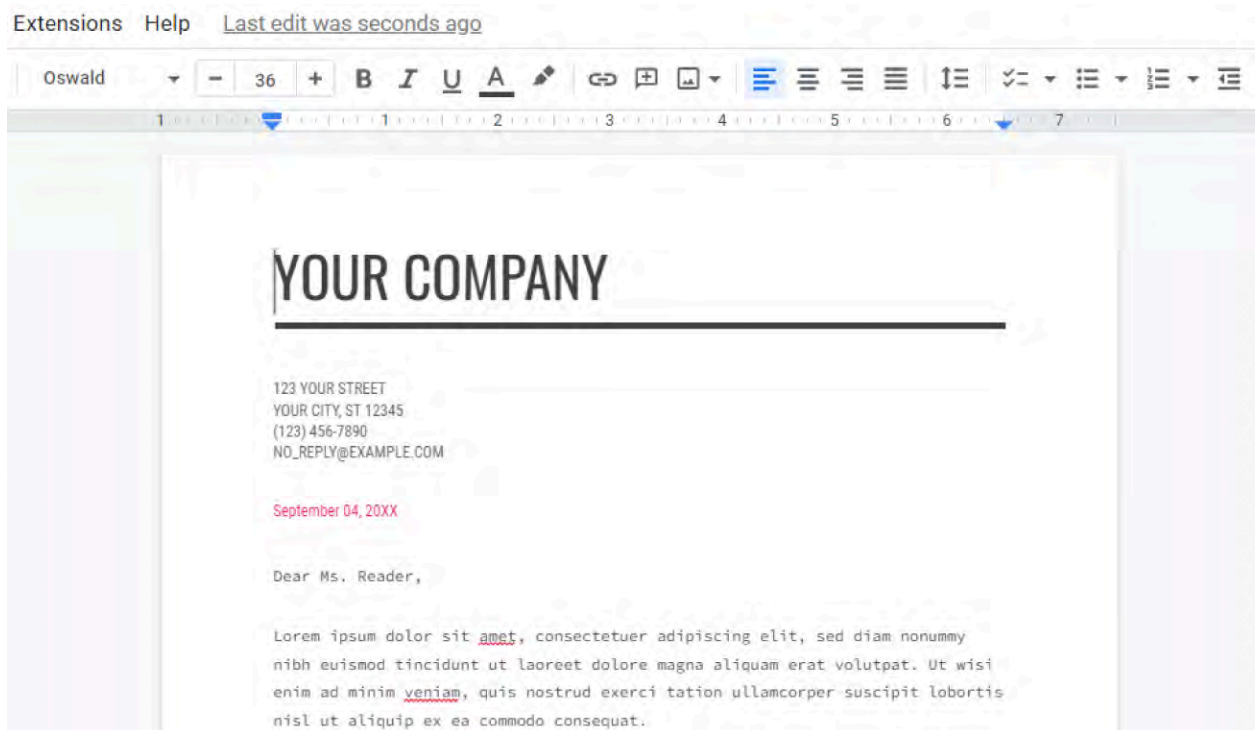 Extensions Help Last edit was seconds ago
Oswald - 36 + B I U A
1 1 2 3 4 5 6 7
YOUR COMPANY
123 YOUR STREET
YOUR CITY, ST 12345
(123) 456-7890
NO_REPLY@EXAMPLE.COM
September 04, 20XX
Dear Ms. Reader,
Lorem ipsum dolor sit amet, consectetuer adipiscing elit, sed diam nonummy
nibh euismod tincidunt ut laoreet dolore magna aliquam erat volutpat. Ut wisi
enim ad minim veniam, quis nostrud exerci tation ullamcorper suscipit lobortis
nisl ut aliquip ex ea commodo consequat.